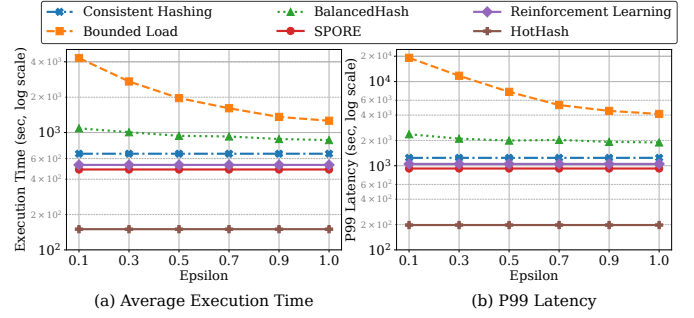 Consistent Hashing
Bounded Load
BalancedHash
SPORE
Reinforcement Learning
HotHash
Execution Time (sec, log scale)
4 × 10³
2 × 10³
10³
6 × 10²
4 × 10²
2 × 10²
10²
0.1 0.3 0.5 0.7 0.9 1.0
Epsilon
(a) Average Execution Time
P99 Latency (sec, log scale)
2 × 10⁴
10⁴
6 × 10³
4 × 10³
2 × 10³
10³
6 × 10²
4 × 10²
2 × 10²
10²
0.1 0.3 0.5 0.7 0.9 1.0
Epsilon
(b) P99 Latency